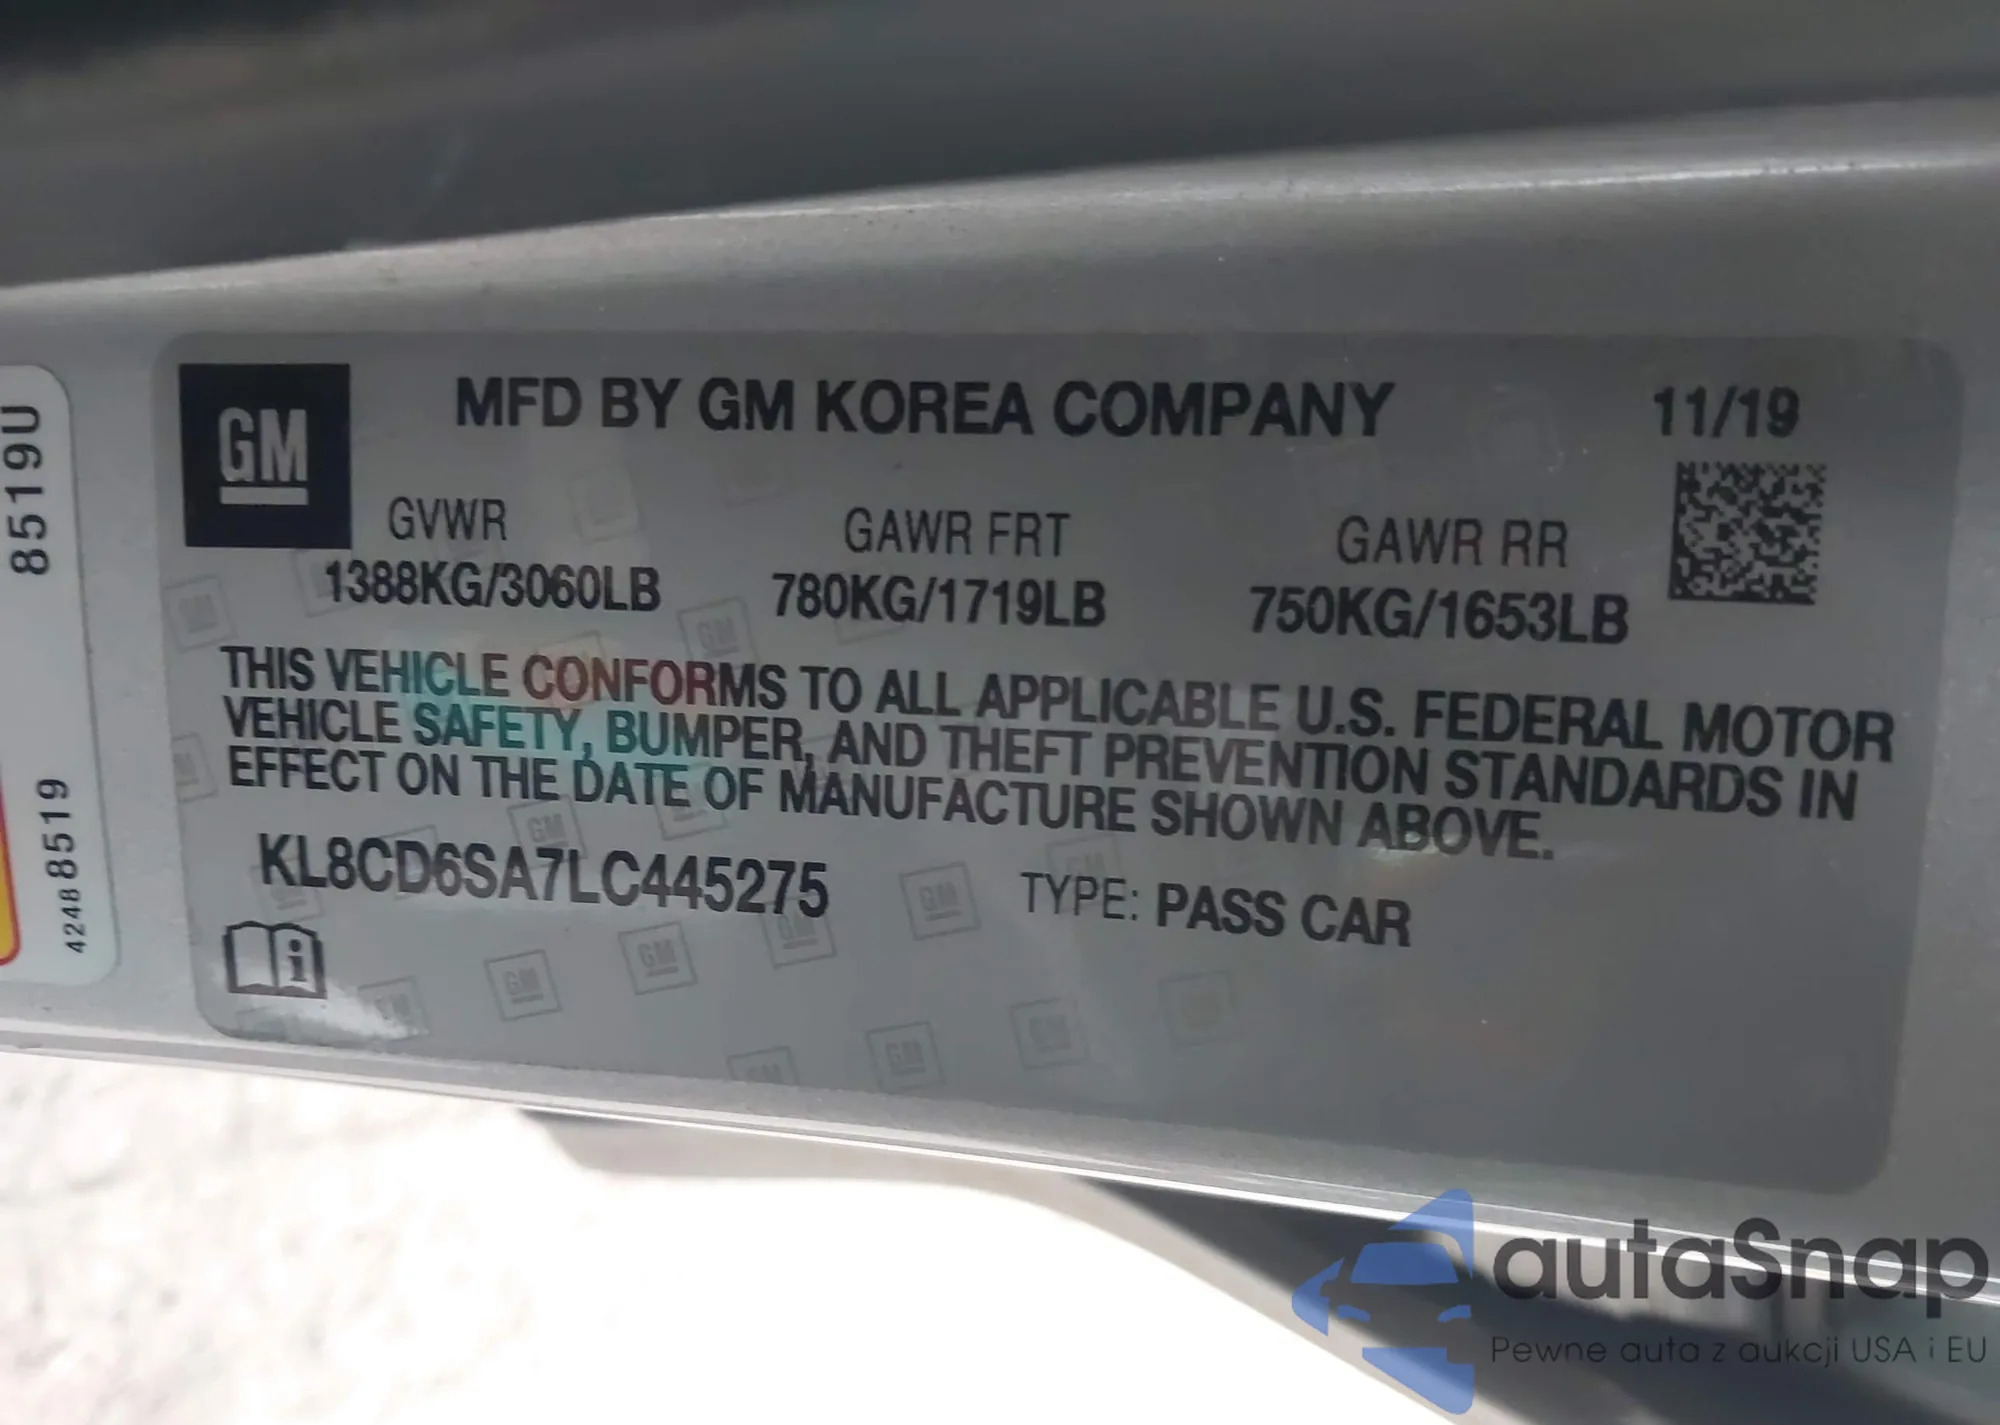 GM
MFD BY GM KOREA COMPANY
11/19
GVWR
GAWR FRT
GAWR RR
1388KG/3060LB
780KG/1719LB
750KG/1653LB
THIS VEHICLE CONFORMS TO ALL APPLICABLE U.S. FEDERAL MOTOR
VEHICLE SAFETY, BUMPER, AND THEFT PREVENTION STANDARDS IN
EFFECT ON THE DATE OF MANUFACTURE SHOWN ABOVE.
KL8CD6SA7LC445275
TYPE: PASS CAR
8519U
42488519
autaSnap
Pewne auta z aukcji USA i EU